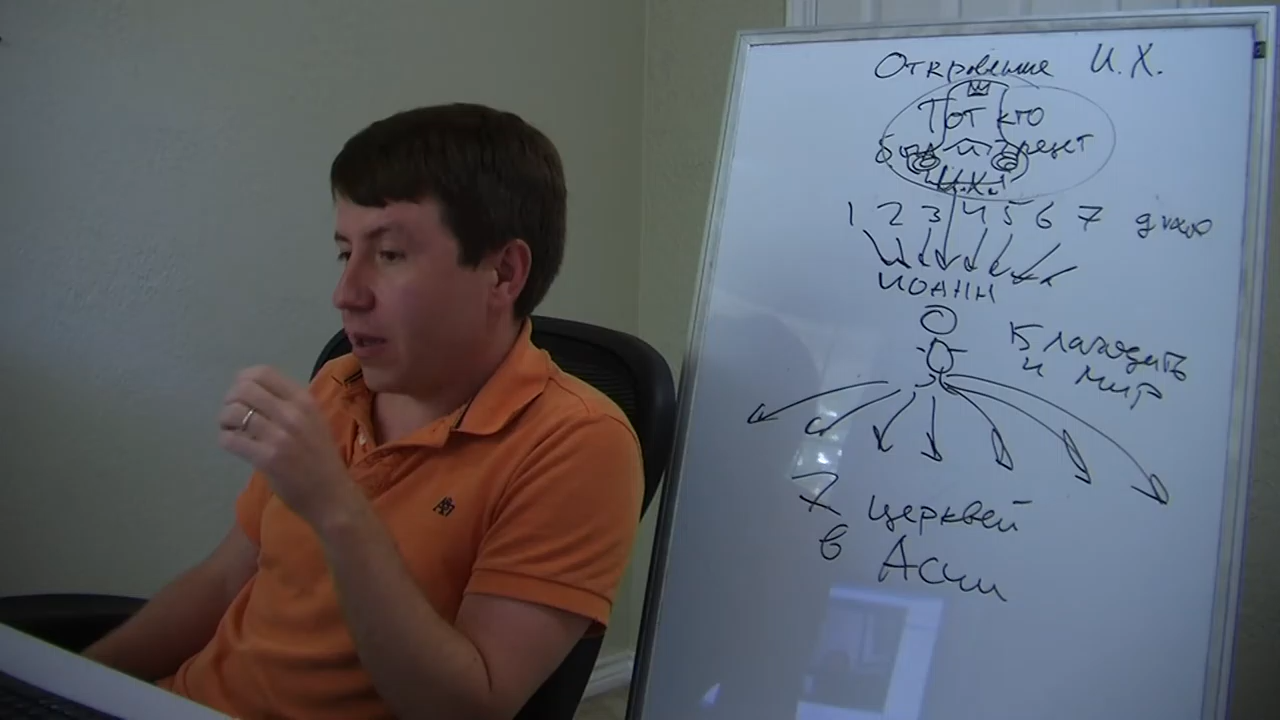 Откровение И.Х.
Тот кто
был и грядет
И.Х.
1 2 3 4 5 6 7 духов
ИОАНН
Благодать
и мир
7 церквей
в Асии